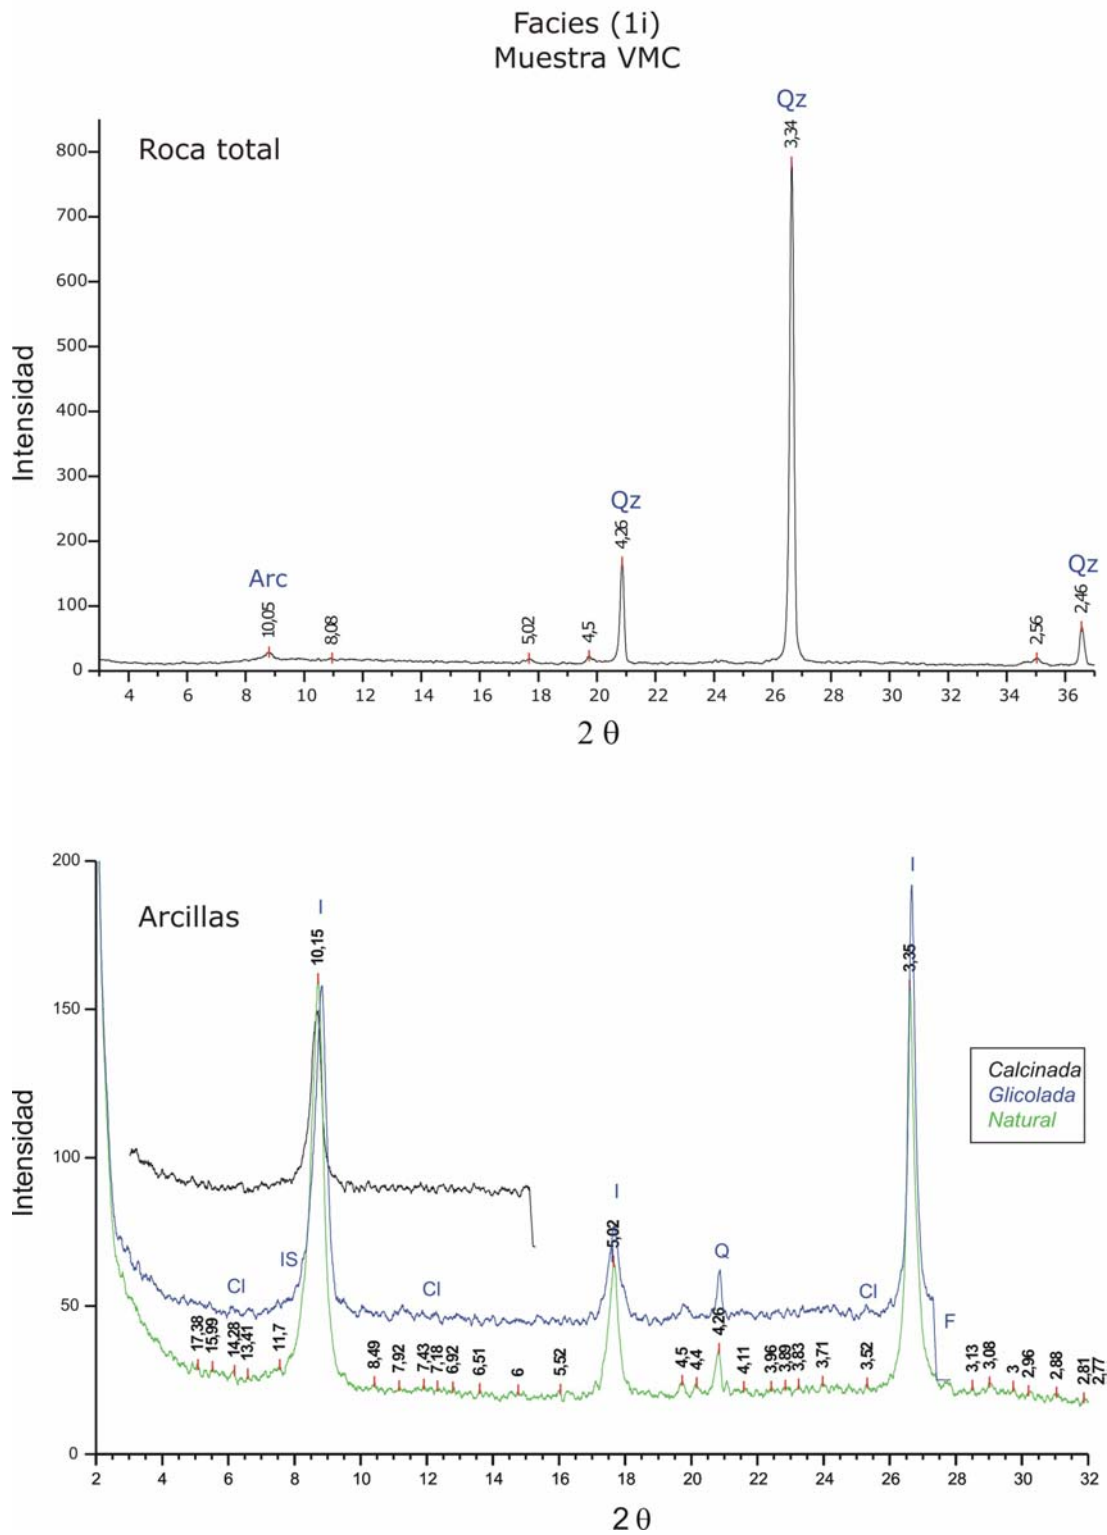 Facies (1i)
Muestra VMC
Roca total
Intensidad
800
700
600
500
400
300
200
100
0
Arc
10,05
8,08
5,02
4,5
Qz
4,26
Qz
3,34
2,56
Qz
2,46
4 6 8 10 12 14 16 18 20 22 24 26 28 30 32 34 36
2 θ
Arcillas
Intensidad
200
150
100
50
0
I
10,15
I
5,02
Q
4,26
I
3,35
Calcinada
Glicolada
Natural
Cl
IS
Cl
Cl
F
17,38
15,99
14,28
13,41
11,7
8,49
7,92
7,43
7,18
6,92
6,51
6
5,52
4,5
4,4
4,11
3,96
3,89
3,83
3,71
3,52
3,13
3,08
3
2,96
2,88
2,81
2,77
2 4 6 8 10 12 14 16 18 20 22 24 26 28 30 32
2 θ